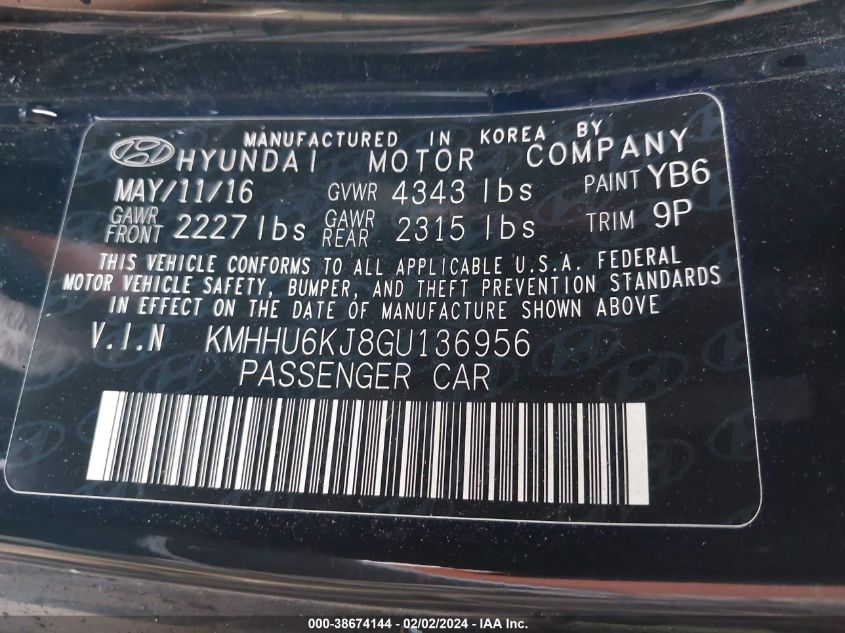 MANUFACTURED IN KOREA BY
HYUNDAI MOTOR COMPANY
MAY/11/16 GVWR 4343 lbs PAINT YB6
GAWR FRONT 2227 lbs GAWR REAR 2315 lbs TRIM 9P
THIS VEHICLE CONFORMS TO ALL APPLICABLE U.S.A. FEDERAL
MOTOR VEHICLE SAFETY, BUMPER, AND THEFT PREVENTION STANDARDS
IN EFFECT ON THE DATE OF MANUFACTURE SHOWN ABOVE
V.I.N KMHHU6KJ8GU136956
PASSENGER CAR
000-38674144 - 02/02/2024 - IAA Inc.